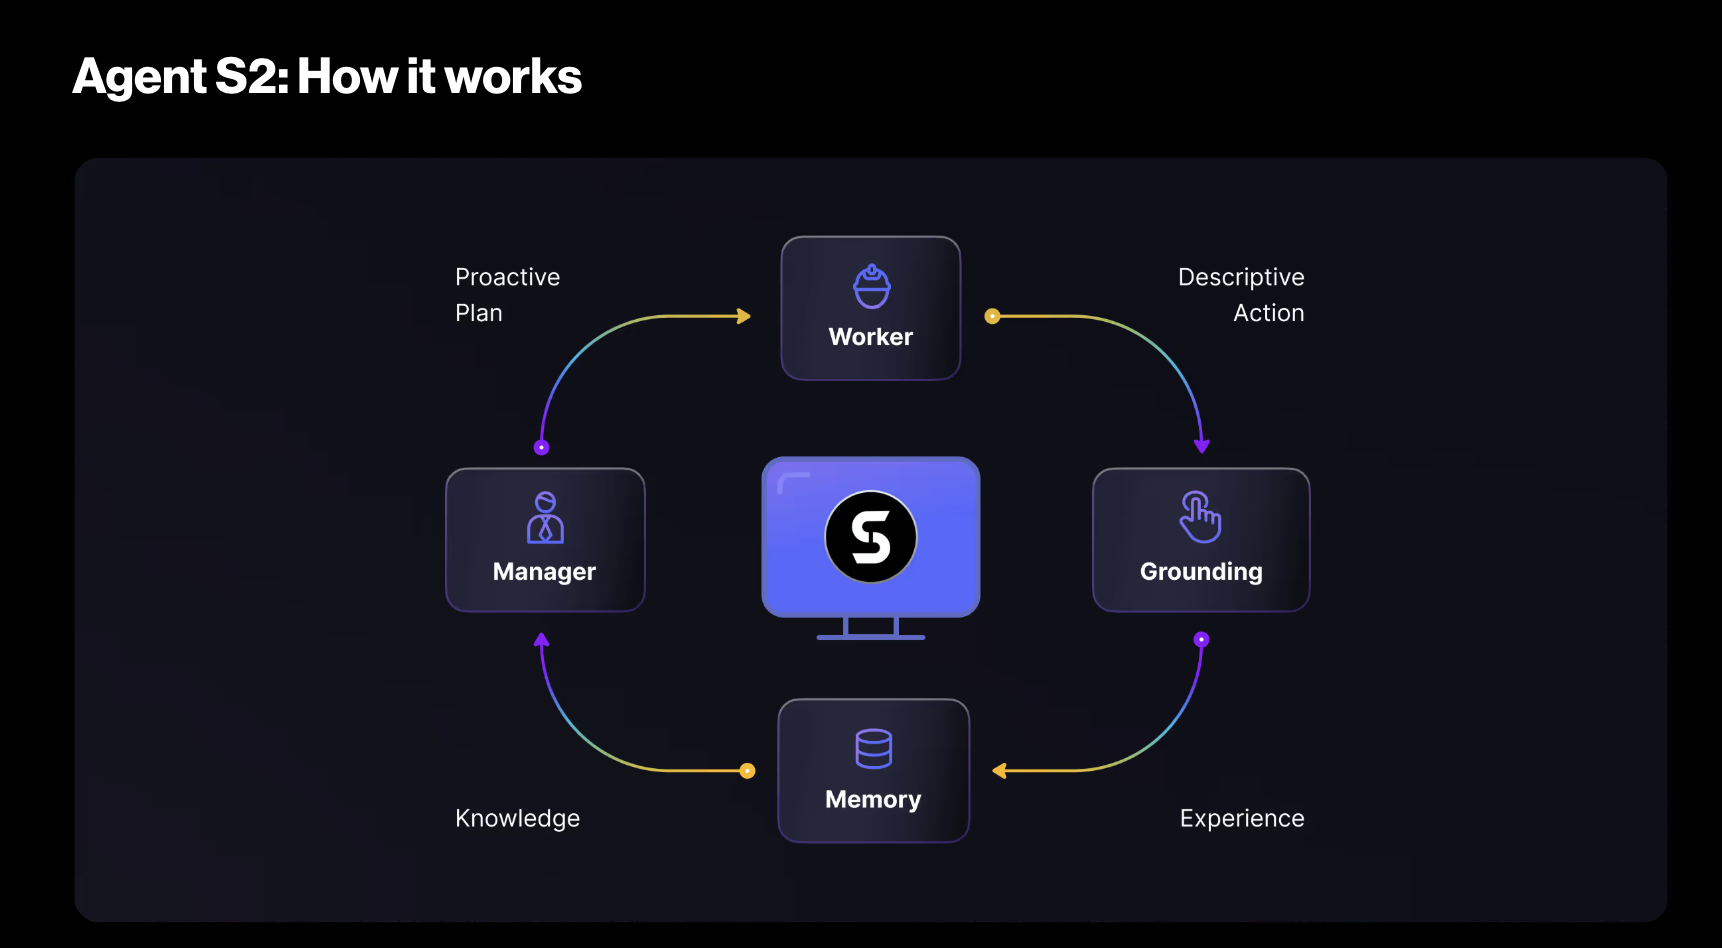 Agent S2: How it works
Proactive
Plan
Worker
Descriptive
Action
Manager
S
Grounding
Memory
Knowledge
Experience